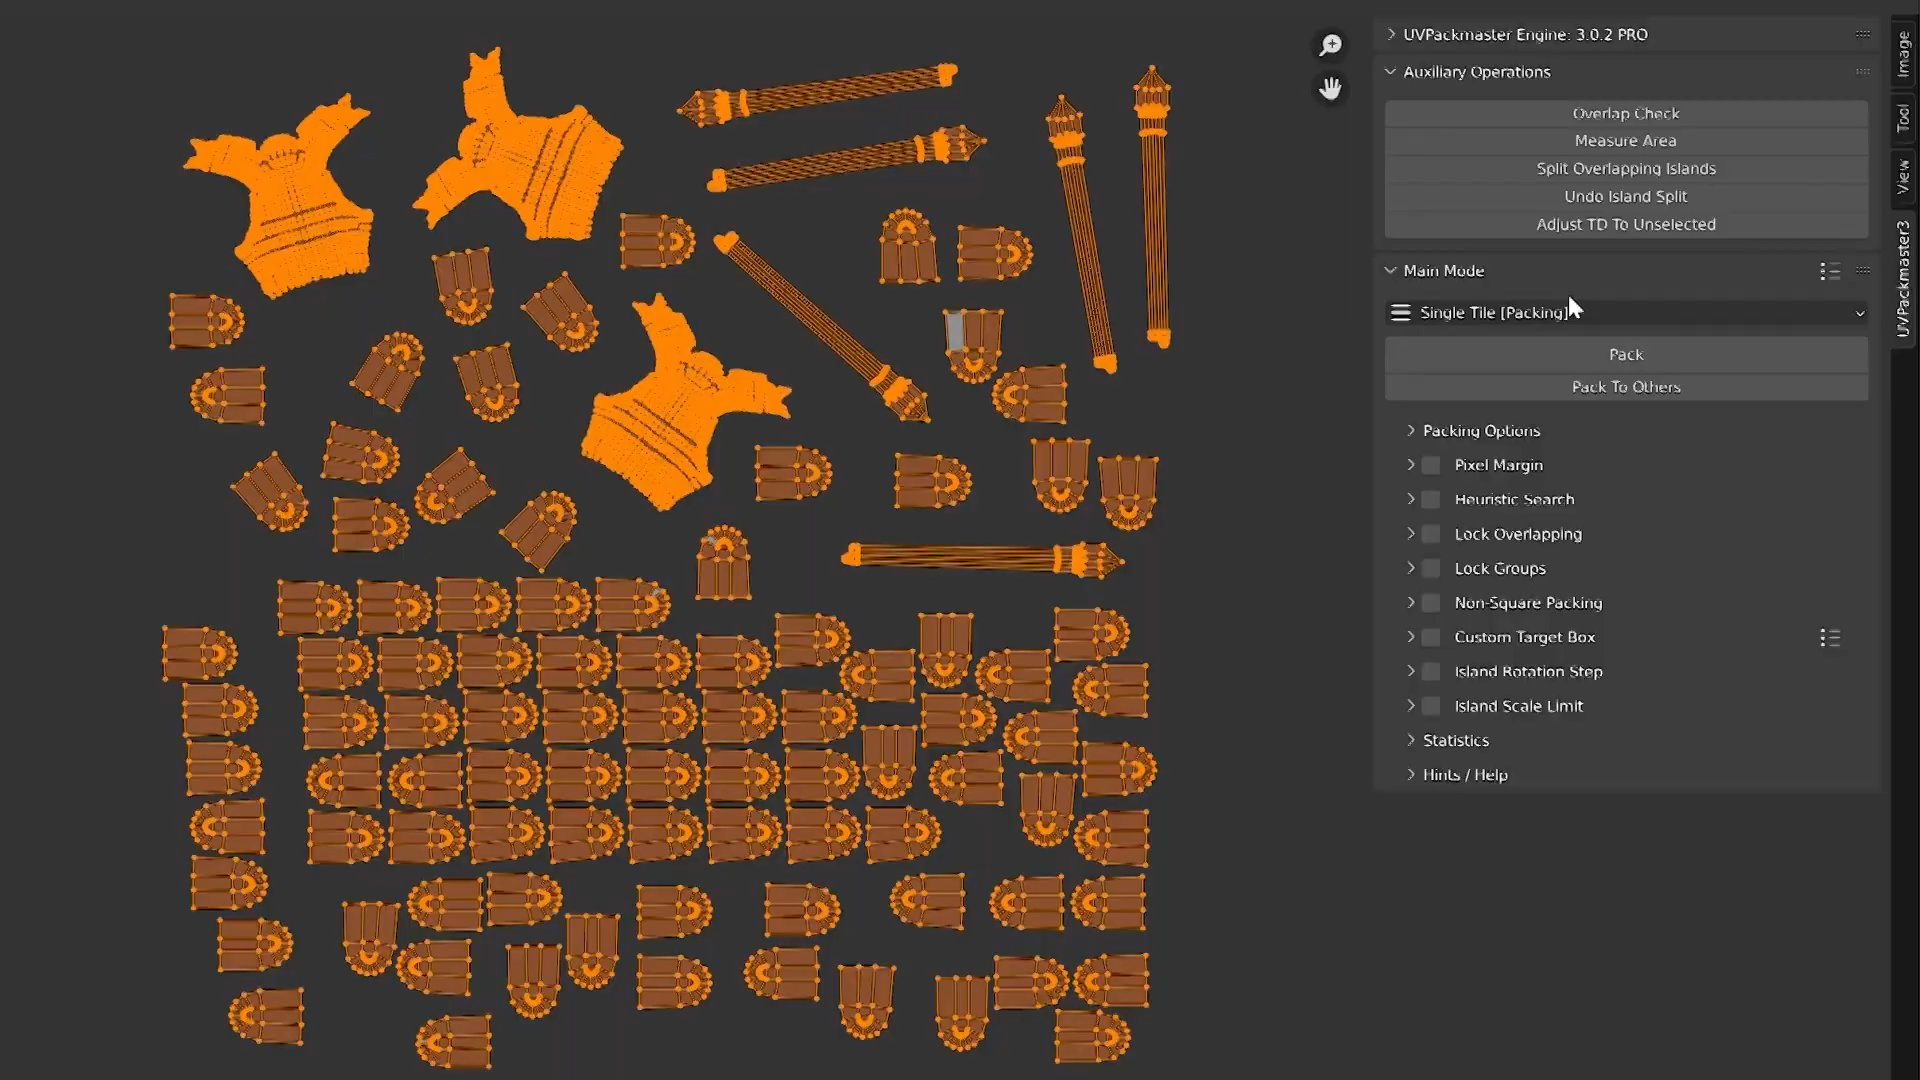 UVPackmaster Engine: 3.0.2 PRO
Auxiliary Operations
Overlap Check
Measure Area
Split Overlapping Islands
Undo Island Split
Adjust TD To Unselected
Main Mode
Single Tile [Packing]
Pack
Pack To Others
Packing Options
Pixel Margin
Heuristic Search
Lock Overlapping
Lock Groups
Non-Square Packing
Custom Target Box
Island Rotation Step
Island Scale Limit
Statistics
Hints / Help
Image
Tool
View
UVPackmaster3